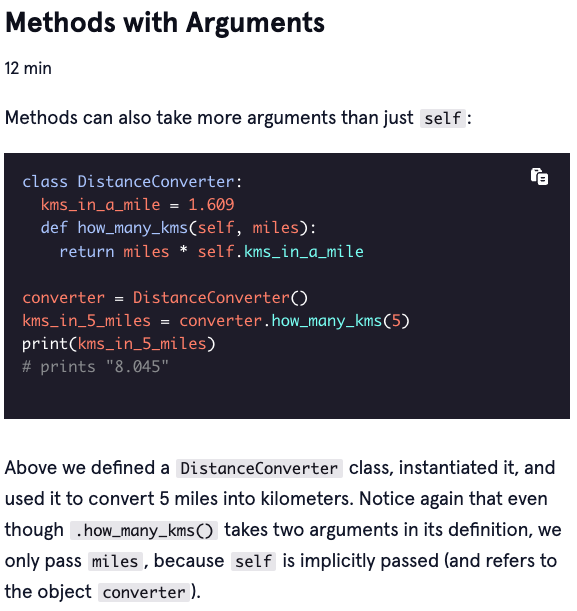 Methods with Arguments
12 min
Methods can also take more arguments than just self:
class DistanceConverter:
  kms_in_a_mile = 1.609
  def how_many_kms(self, miles):
    return miles * self.kms_in_a_mile

converter = DistanceConverter()
kms_in_5_miles = converter.how_many_kms(5)
print(kms_in_5_miles)
# prints "8.045"
Above we defined a DistanceConverter class, instantiated it, and
used it to convert 5 miles into kilometers. Notice again that even
though .how_many_kms() takes two arguments in its definition, we
only pass miles, because self is implicitly passed (and refers to
the object converter).